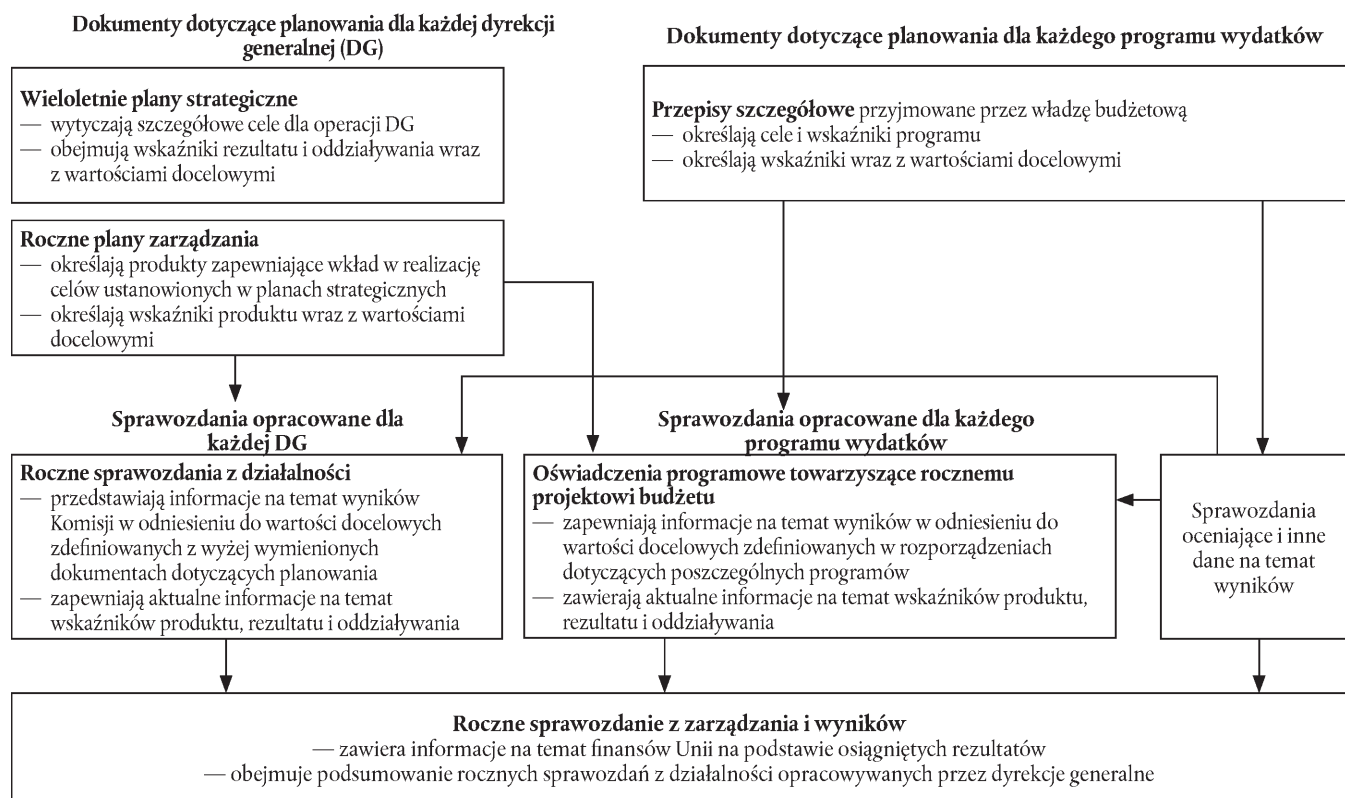 Dokumenty dotyczące planowania dla każdej dyrekcji
generalnej (DG)
Wieloletnie plany strategiczne
— wytyczają szczegółowe cele dla operacji DG
— obejmują wskaźniki rezultatu i oddziaływania wraz
z wartościami docelowymi
Roczne plany zarządzania
— określają produkty zapewniające wkład w realizację
celów ustanowionych w planach strategicznych
— określają wskaźniki produktu wraz z wartościami
docelowymi
Dokumenty dotyczące planowania dla każdego programu wydatków
Przepisy szczegółowe przyjmowane przez władzę budżetową
— określają cele i wskaźniki programu
— określają wskaźniki wraz z wartościami docelowymi
Sprawozdania opracowane dla
każdej DG
Roczne sprawozdania z działalności
— przedstawiają informacje na temat wyników
Komisji w odniesieniu do wartości docelowych
zdefiniowanych z wyżej wymienionych
dokumentach dotyczących planowania
— zapewniają aktualne informacje na temat
wskaźników produktu, rezultatu i oddziaływania
Sprawozdania opracowane dla każdego
programu wydatków
Oświadczenia programowe towarzyszące rocznemu
projektowi budżetu
— zapewniają informacje na temat wyników w odniesieniu do
wartości docelowych zdefiniowanych w rozporządzeniach
dotyczących poszczególnych programów
— zawierają aktualne informacje na temat wskaźników produktu,
rezultatu i oddziaływania
Sprawozdania
oceniające i inne
dane na temat
wyników
Roczne sprawozdanie z zarządzania i wyników
— zawiera informacje na temat finansów Unii na podstawie osiągniętych rezultatów
— obejmuje podsumowanie rocznych sprawozdań z działalności opracowywanych przez dyrekcje generalne